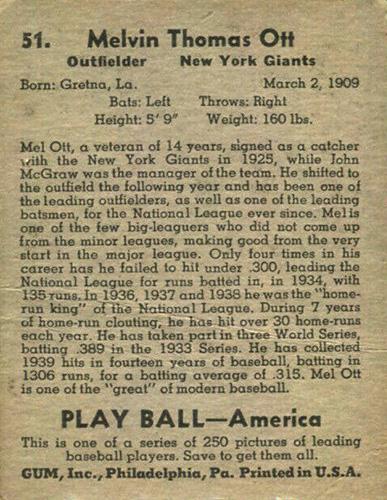 51. Melvin Thomas Ott
Outfielder New York Giants
Born: Gretna, La. March 2, 1909
Bats: Left Throws: Right
Height: 5' 9" Weight: 160 lbs.
Mel Ott, a veteran of 14 years, signed as a catcher
with the New York Giants in 1925, while John
McGraw was the manager of the team. He shifted to
the outfield the following year and has been one of
the leading outfielders, as well as one of the leading
batsmen, for the National League ever since. Mel is
one of the few big-leaguers who did not come up
from the minor leagues, making good from the very
start in the major league. Only four times in his
career has he failed to hit under .300, leading the
National League for runs batted in, in 1934, with
135 runs. In 1936, 1937 and 1938 he was the "home-
run king" of the National League. During 7 years
of home-run clouting, he has hit over 30 home-runs
each year. He has taken part in three World Series,
batting .389 in the 1933 Series. He has collected
1939 hits in fourteen years of baseball, batting in
1306 runs, for a batting average of .315. Mel Ott
is one of the "great" of modern baseball.
PLAY BALL—America
This is one of a series of 250 pictures of leading
baseball players. Save to get them all.
GUM, Inc., Philadelphia, Pa. Printed in U.S.A.